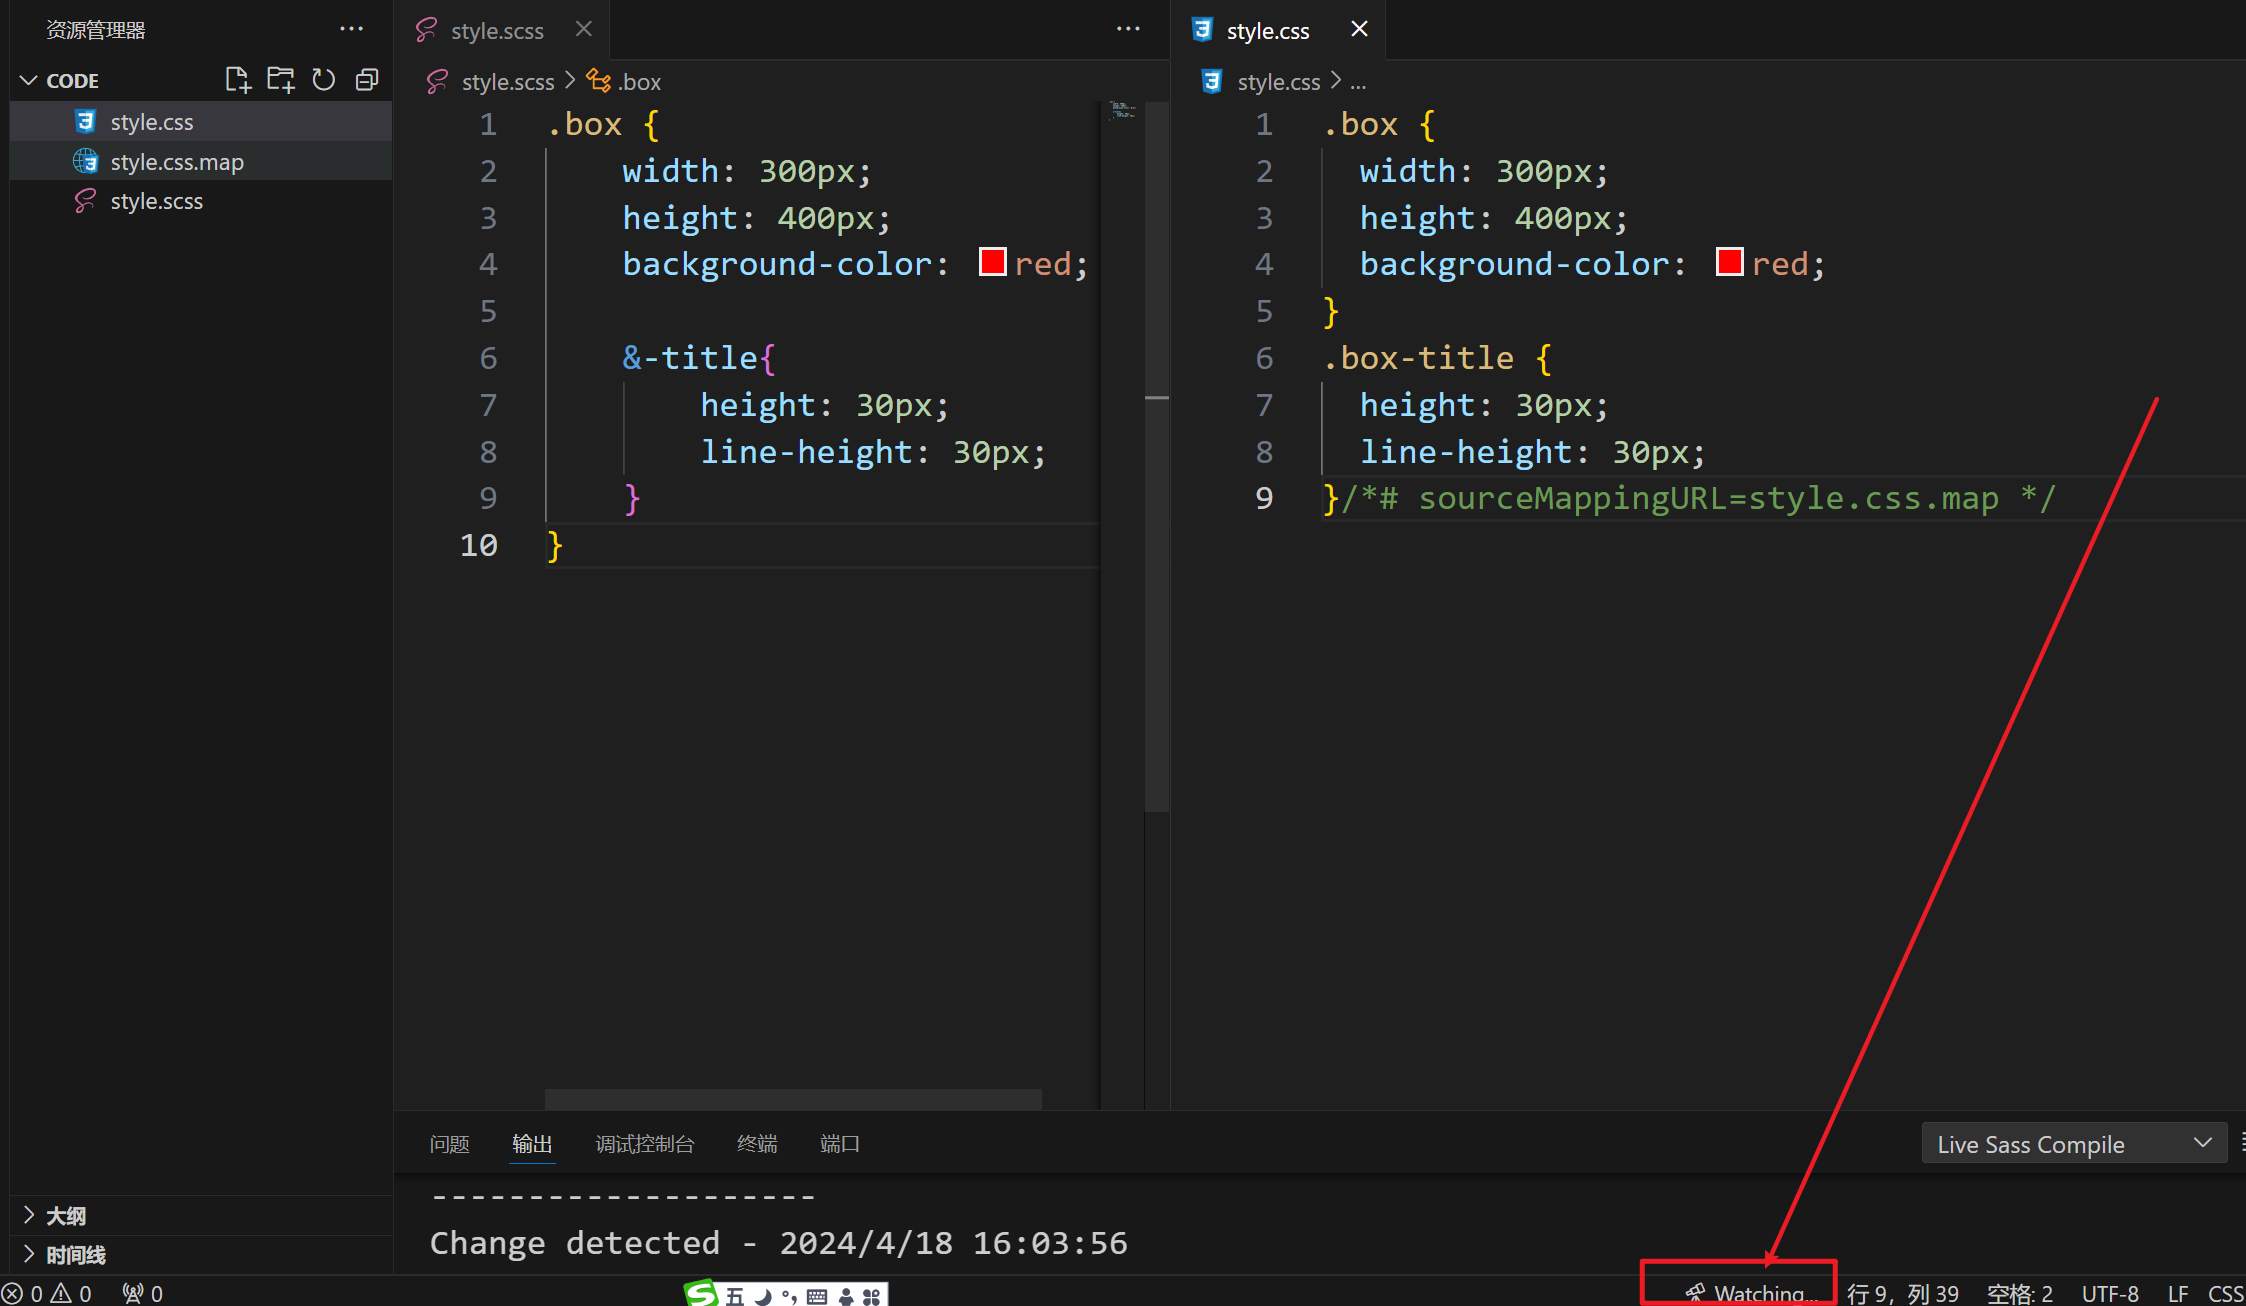 资源管理器
CODE
style.css
style.css.map
style.scss
大纲
时间线
style.scss
style.scss > .box
1 .box {
2 width: 300px;
3 height: 400px;
4 background-color: red;
5
6 &-title{
7 height: 30px;
8 line-height: 30px;
9 }
10 }
style.css
style.css > ...
1 .box {
2 width: 300px;
3 height: 400px;
4 background-color: red;
5 }
6 .box-title {
7 height: 30px;
8 line-height: 30px;
9 }/*# sourceMappingURL=style.css.map */
问题 输出 调试控制台 终端 端口 Live Sass Compile
--------------------
Change detected - 2024/4/18 16:03:56
0 0 0 五 Watching... 行 9，列 39 空格: 2 UTF-8 LF CSS